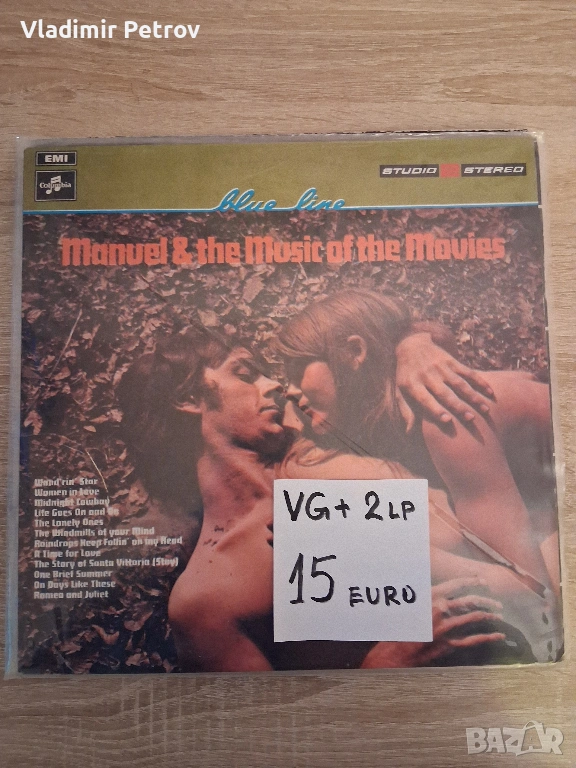 Vladimir Petrov
EMI
Columbia
STUDIO 2 STEREO
blue line
Manuel & the Music of the Movies
Wand'rin' Star
Women in Love
Midnight Cowboy
Life Goes On and On
The Lonely Ones
The Windmills of your Mind
Raindrops Keep Fallin' on my Head
A Time for Love
The Story of Santa Vittoria (Stay)
One Brief Summer
On Days Like These
Romeo and Juliet
VG+ 2 LP
15 EURO
BAZAR